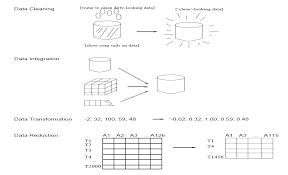 Data Cleaning
[water to clean dirty-looking data]
['clean'-looking data]
[show soap suds on data]
Data Integration
Data Transformation
-2, 32, 100, 59, 48
-0.02, 0.32, 1.00, 0.59, 0.48
Data Reduction
A1 A2 A3 ... A126
T1
T2
T3
T4
...
T2000
A1 A3 ... A115
T1
T4
...
T1456